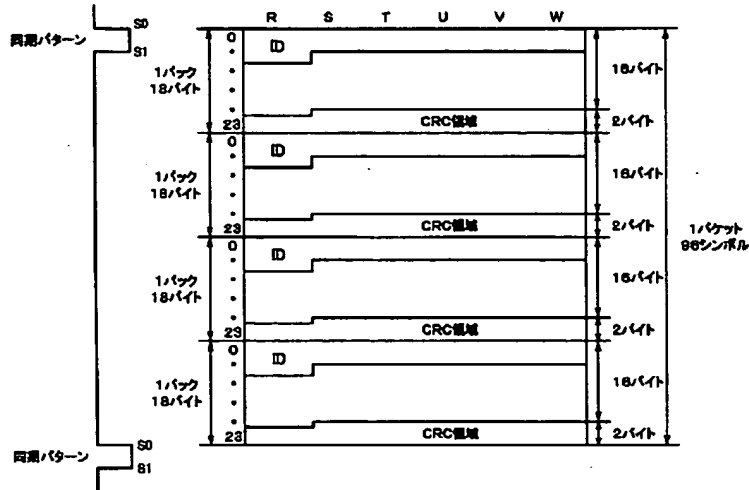 R S T U V W
S0
同期パターン
S1
0
ID
1パック
18バイト
16バイト
23
CRC領域
2バイト
0
ID
1パック
18バイト
16バイト
23
CRC領域
2バイト
1パケット
96シンボル
0
ID
1パック
18バイト
16バイト
23
CRC領域
2バイト
0
ID
1パック
18バイト
16バイト
23
CRC領域
2バイト
S0
同期パターン
S1